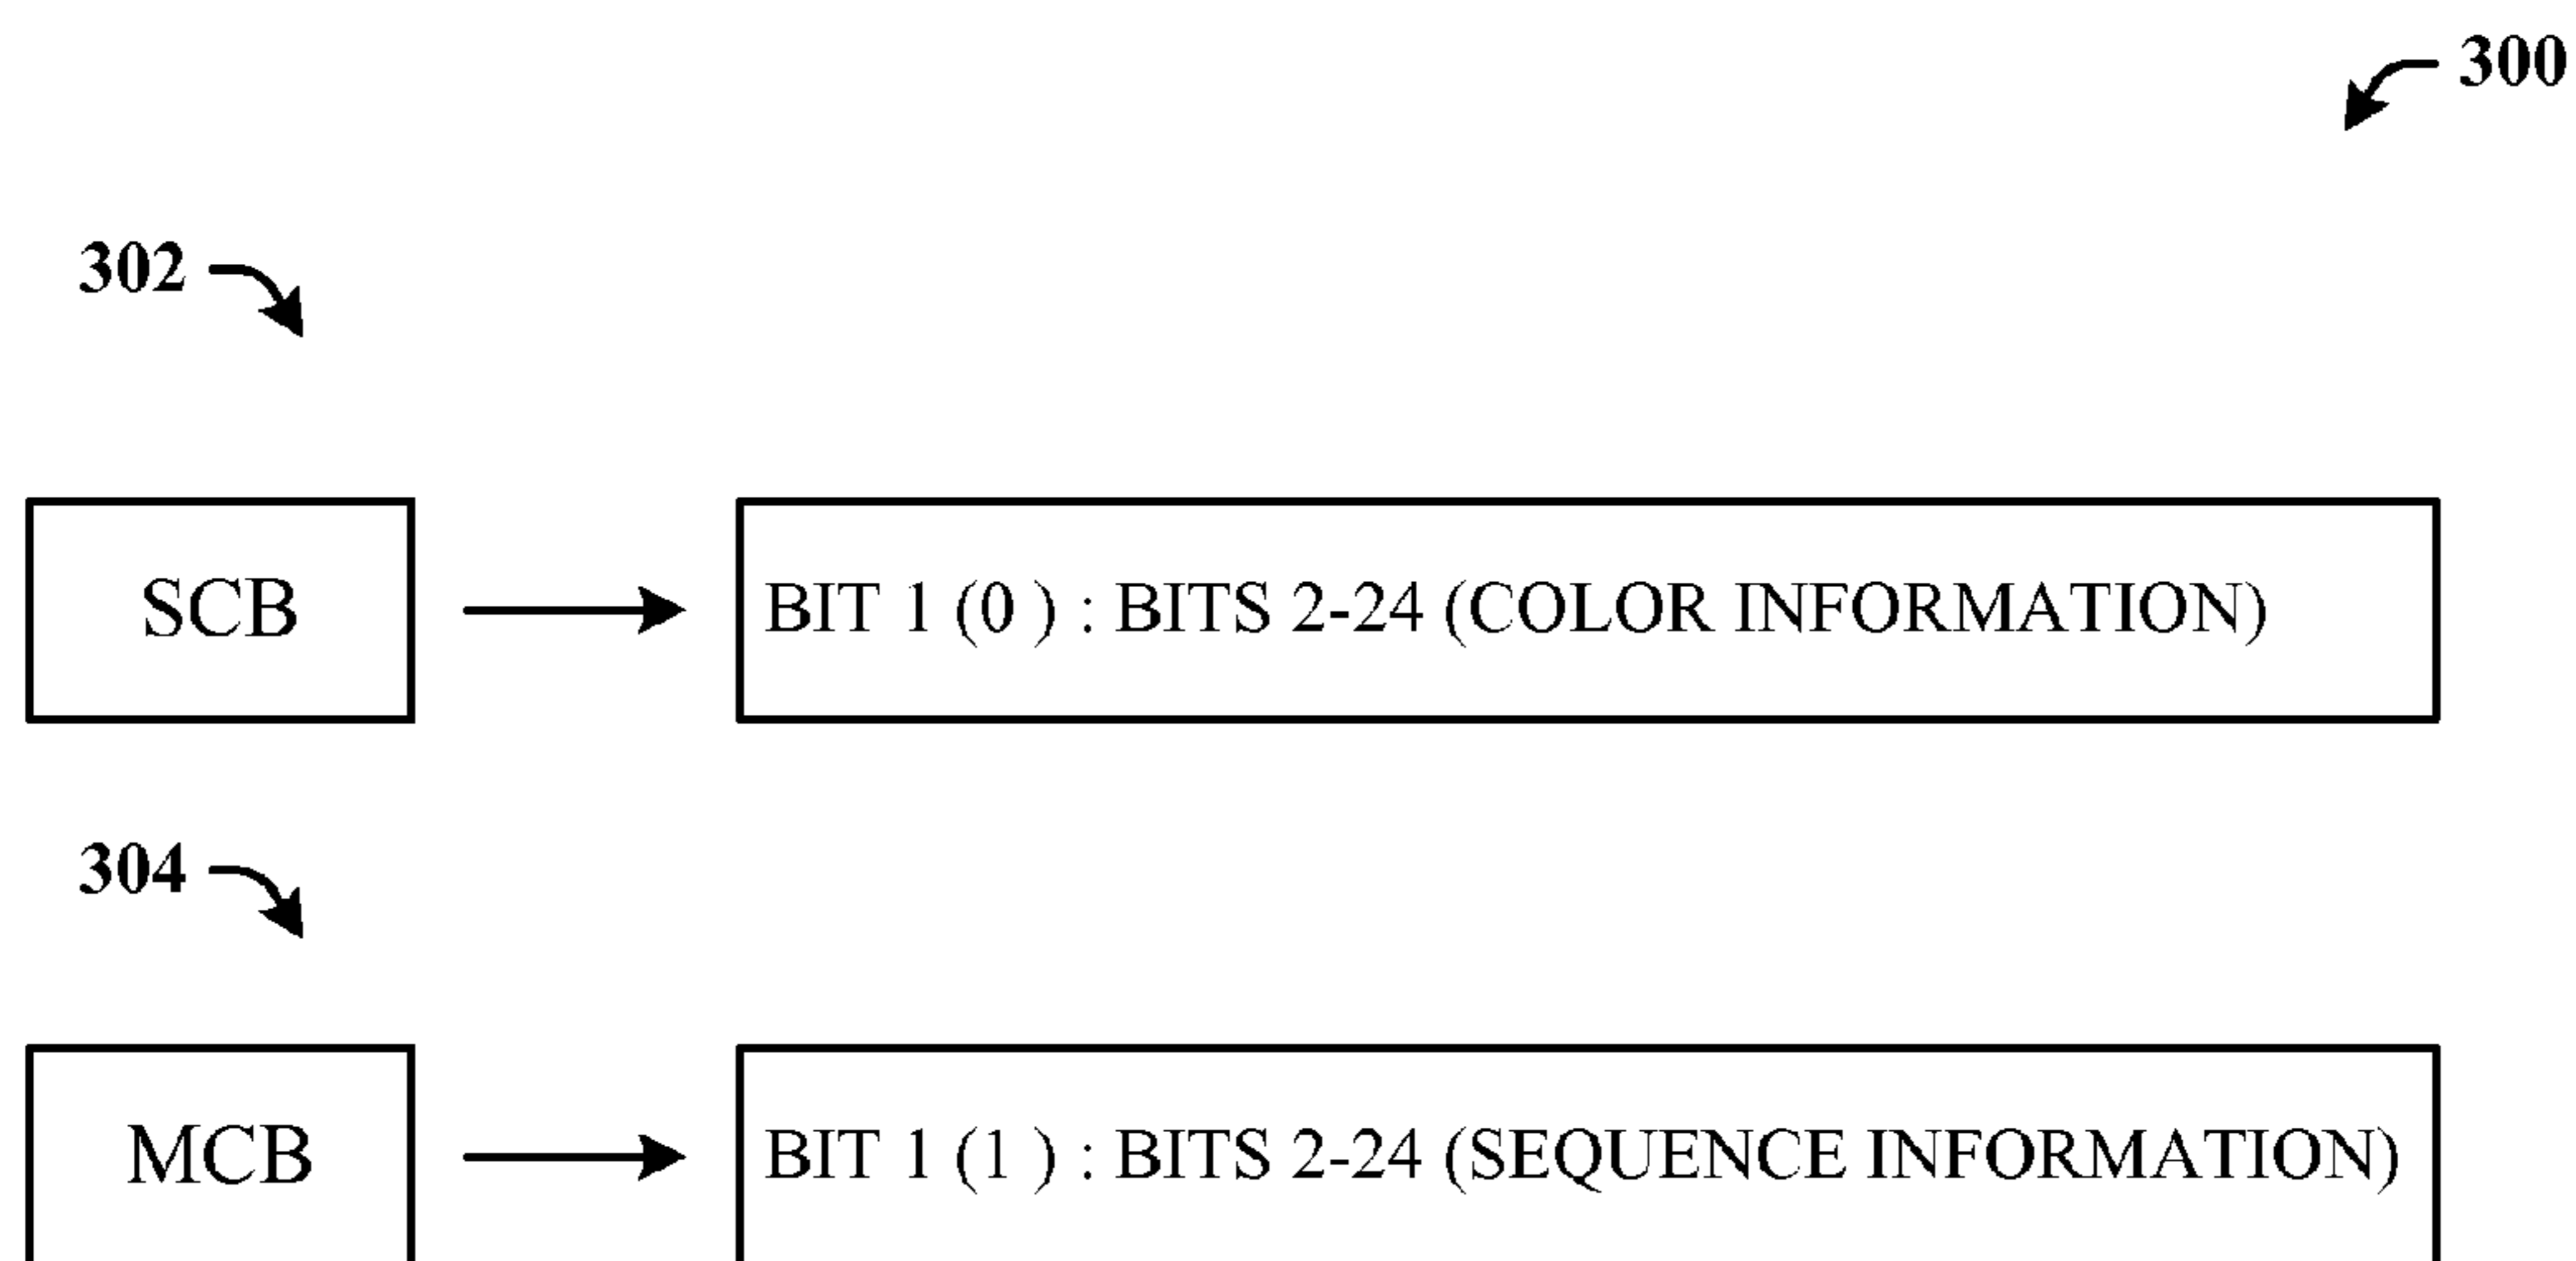 300
302
SCB
BIT 1 (0 ) : BITS 2-24 (COLOR INFORMATION)
304
MCB
BIT 1 (1 ) : BITS 2-24 (SEQUENCE INFORMATION)